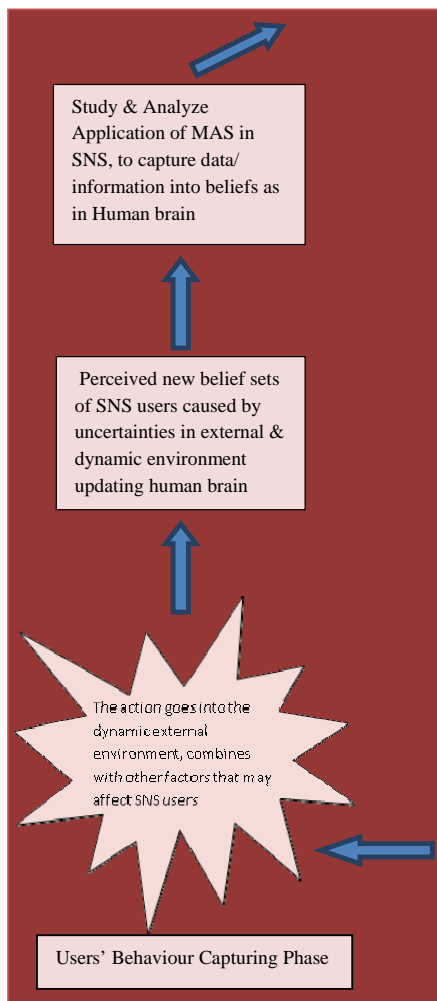 Study & Analyze
Application of MAS in
SNS, to capture data/
information into beliefs as
in Human brain
Perceived new belief sets
of SNS users caused by
uncertainties in external &
dynamic environment
updating human brain
The action goes into the
dynamic external
environment, combines
with other factors that may
affect SNS users
Users’ Behaviour Capturing Phase